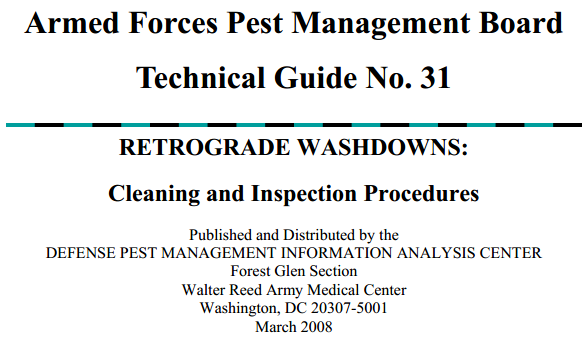 Armed Forces Pest Management Board
Technical Guide No. 31
RETROGRADE WASHDOWNS:
Cleaning and Inspection Procedures
Published and Distributed by the
DEFENSE PEST MANAGEMENT INFORMATION ANALYSIS CENTER
Forest Glen Section
Walter Reed Army Medical Center
Washington, DC 20307-5001
March 2008